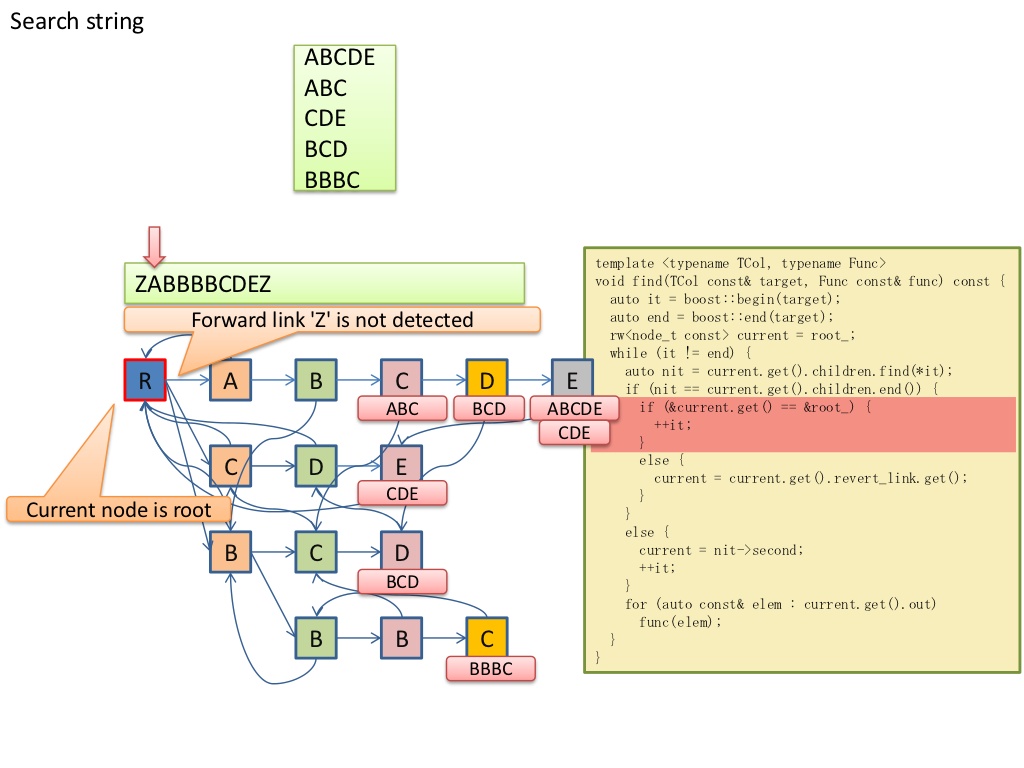 Search string
ABCDE
ABC
CDE
BCD
BBBC
ZABBBBCDEZ
Forward link 'Z' is not detected
R
A
B
C
D
E
ABC
BCD
ABCDE
CDE
C
D
E
CDE
Current node is root
B
C
D
BCD
B
B
C
BBBC
template <typename TCol, typename Func>
void find(TCol const& target, Func const& func) const {
auto it = boost::begin(target);
auto end = boost::end(target);
rw<node_t const> current = root_;
while (it != end) {
auto nit = current.get().children.find(*it);
if (nit == current.get().children.end()) {
if (&current.get() == &root_) {
++it;
}
else {
current = current.get().revert_link.get();
}
}
else {
current = nit->second;
++it;
}
for (auto const& elem : current.get().out)
func(elem);
}
}